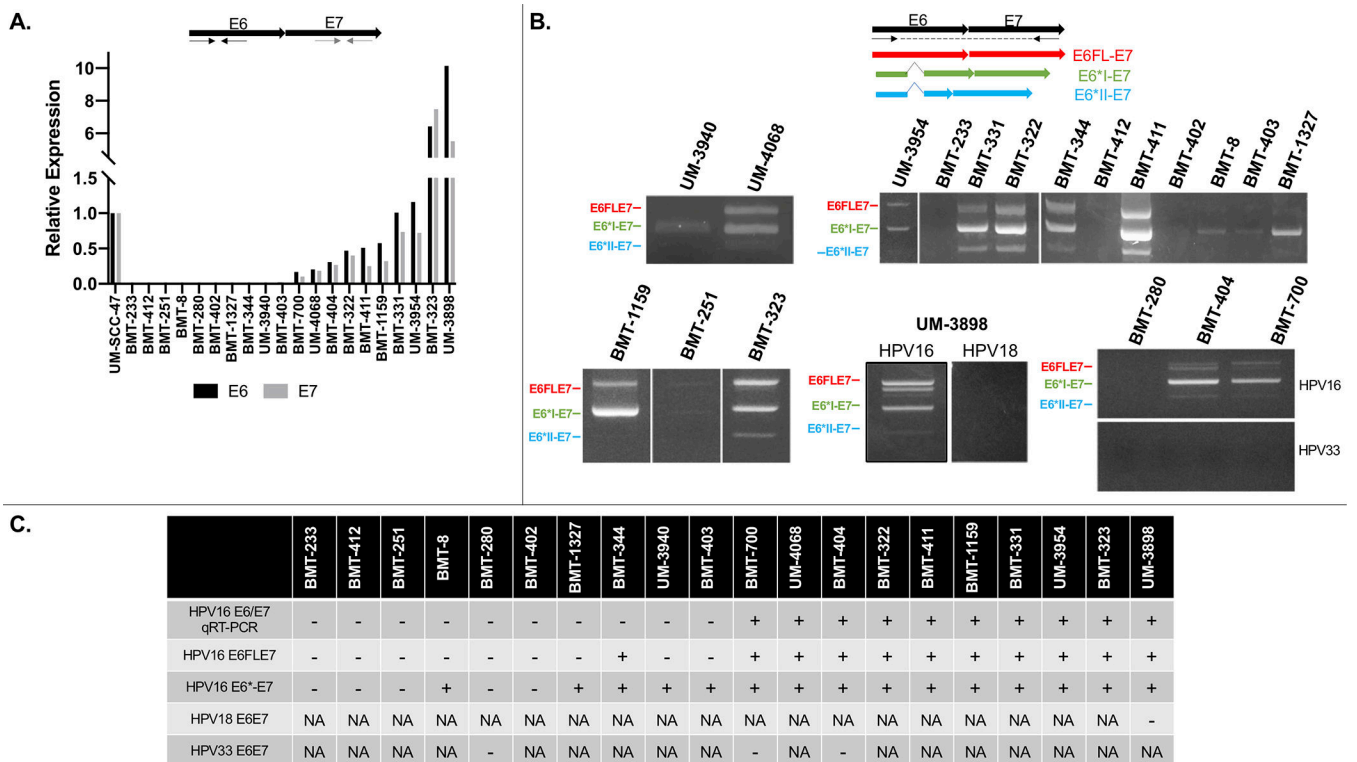 A.
E6 E7
Relative Expression
10
8
6
1.5
1.0
0.5
0.0
UM-SCC-47
BMT-233
BMT-412
BMT-251
BMT-8
BMT-280
BMT-402
BMT-1327
BMT-344
UM-3940
BMT-403
BMT-700
UM-4068
BMT-404
BMT-322
BMT-411
BMT-1159
BMT-331
UM-3954
BMT-323
UM-3898
E6 E7
B.
E6 E7
E6FL-E7
E6*I-E7
E6*II-E7
UM-3940 UM-4068
E6FLE7
E6*I-E7
E6*II-E7
UM-3954 BMT-233 BMT-331 BMT-322 BMT-344 BMT-412 BMT-411 BMT-402 BMT-8 BMT-403 BMT-1327
E6FLE7
E6*I-E7
E6*II-E7
BMT-1159 BMT-251 BMT-323
E6FLE7
E6*I-E7
E6*II-E7
UM-3898
HPV16 HPV18
E6FLE7
E6*I-E7
E6*II-E7
BMT-280 BMT-404 BMT-700
E6FLE7
E6*I-E7
E6*II-E7
HPV16
HPV33
C.
BMT-233 BMT-412 BMT-251 BMT-8 BMT-280 BMT-402 BMT-1327 BMT-344 UM-3940 BMT-403 BMT-700 UM-4068 BMT-404 BMT-322 BMT-411 BMT-1159 BMT-331 UM-3954 BMT-323 UM-3898
HPV16 E6/E7
qRT-PCR - - - - - - - - - - + + + + + + + + + +
HPV16 E6FLE7 - - - - - - - + - - + + + + + + + + + +
HPV16 E6*-E7 - - - + - - + + + + + + + + + + + + + +
HPV18 E6E7 NA NA NA NA NA NA NA NA NA NA NA NA NA NA NA NA NA NA NA -
HPV33 E6E7 NA NA NA NA - NA NA NA NA NA - NA - NA NA NA NA NA NA NA